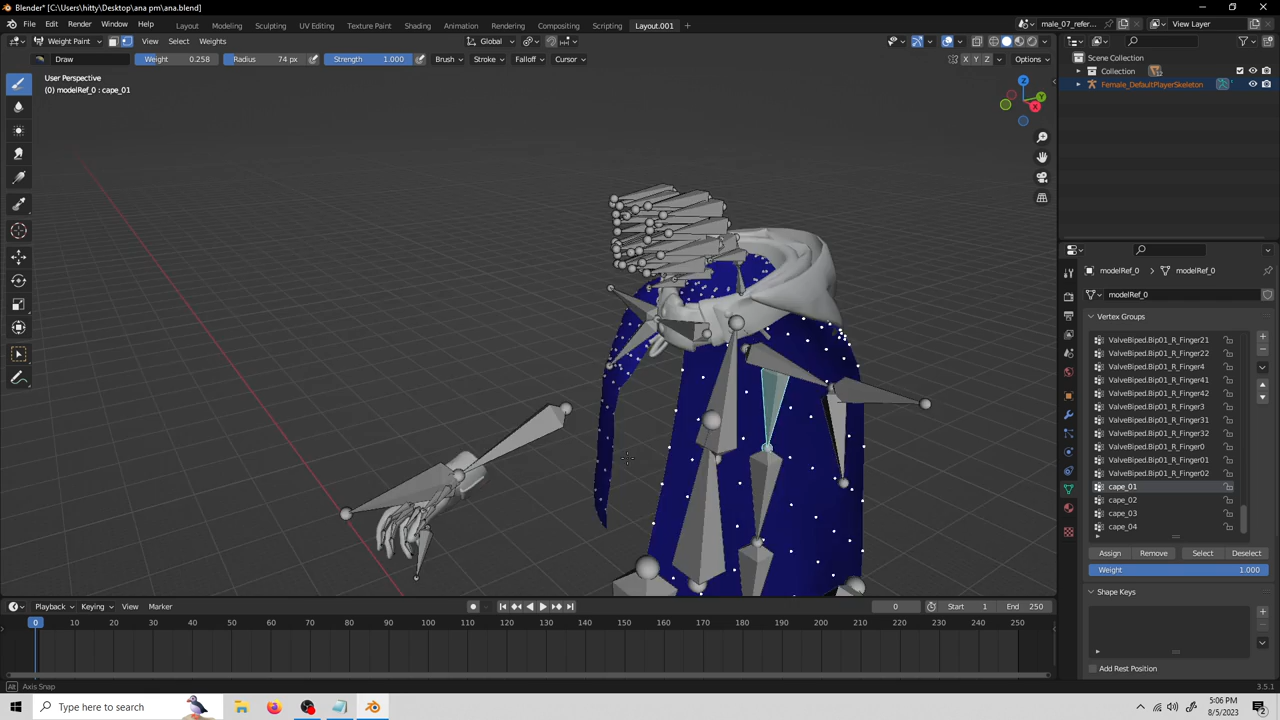 Blender* [C:\Users\hitty\Desktop\ana pm\ana.blend]
File Edit Render Window Help Layout Modeling Sculpting UV Editing Texture Paint Shading Animation Rendering Compositing Scripting Layout.001 + male_07_refer... View Layer
Weight Paint View Select Weights Global Options
Draw Weight 0.258 Radius 74 px Strength 1.000 Brush Stroke Falloff Cursor X Y Z Options
User Perspective
(0) modelRef_0 : cape_01
Z
Y
X
Scene Collection
Collection
Female_DefaultPlayerSkeleton
modelRef_0 modelRef_0
modelRef_0
Vertex Groups
ValveBiped.Bip01_R_Finger21
ValveBiped.Bip01_R_Finger22
ValveBiped.Bip01_R_Finger4
ValveBiped.Bip01_R_Finger41
ValveBiped.Bip01_R_Finger42
ValveBiped.Bip01_R_Finger3
ValveBiped.Bip01_R_Finger31
ValveBiped.Bip01_R_Finger32
ValveBiped.Bip01_R_Finger0
ValveBiped.Bip01_R_Finger01
ValveBiped.Bip01_R_Finger02
cape_01
cape_02
cape_03
cape_04
Assign Remove Select Deselect
Weight 1.000
Shape Keys
Add Rest Position
Playback Keying View Marker 0 Start 1 End 250
0 10 20 30 40 50 60 70 80 90 100 110 120 130 140 150 160 170 180 190 200 210 220 230 240 250
Alt Axis Snap 3.5.1
Type here to search
5:06 PM
8/5/2023